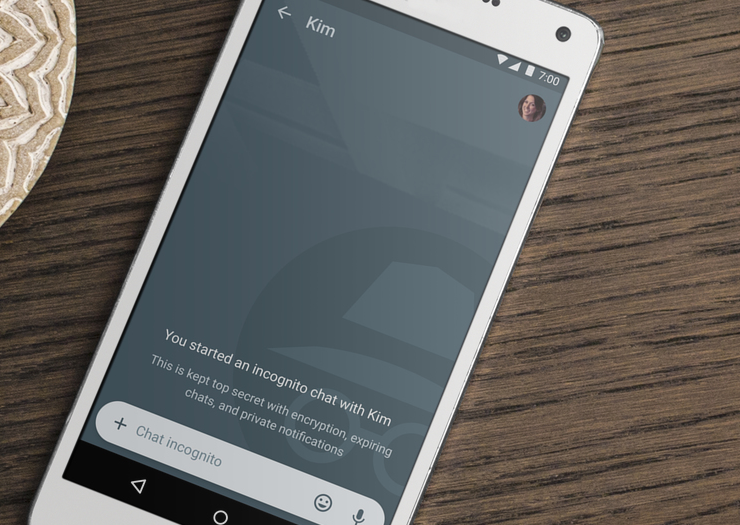 Kim
7:00
You started an incognito chat with Kim
This is kept top secret with encryption, expiring
chats, and private notifications
Chat incognito